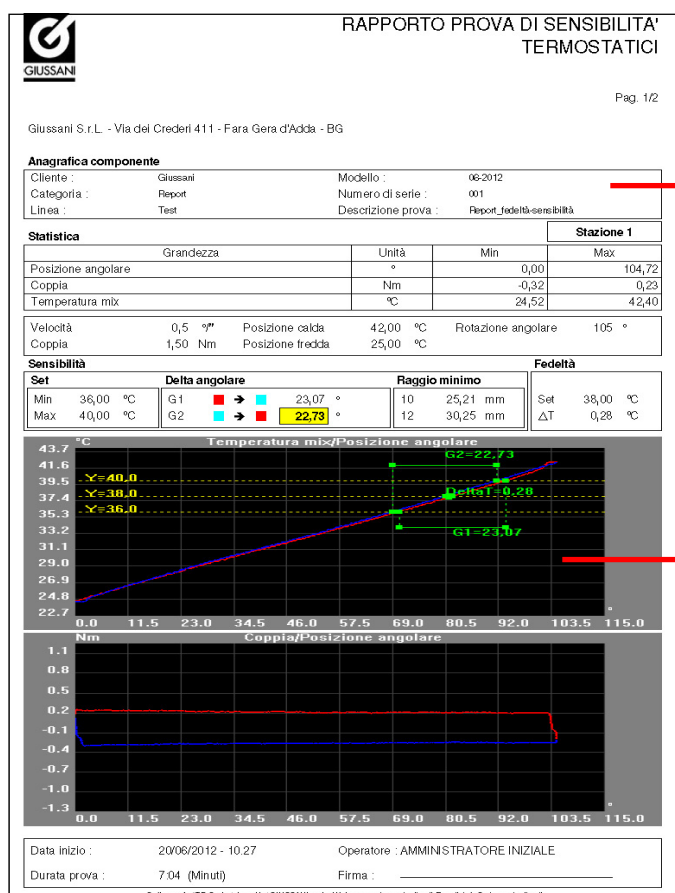 GIUSSANI
RAPPORTO PROVA DI SENSIBILITA'
TERMOSTATICI
Pag. 1/2
Giussani S.r.L. - Via dei Crederi 411 - Fara Gera d'Adda - BG
Anagrafica componente
Cliente : Giussani Modello : 06-2012
Categoria : Report Numero di serie : 001
Linea : Test Descrizione prova : Report_fedeltà-sensibilità
Statistica Stazione 1
Grandezza Unità Min Max
Posizione angolare ° 0,00 104,72
Coppia Nm -0,32 0,23
Temperatura mix °C 24,52 42,40
Velocità 0,5 °/" Posizione calda 42,00 °C Rotazione angolare 105 °
Coppia 1,50 Nm Posizione fredda 25,00 °C
Sensibilità Fedeltà
Set Delta angolare Raggio minimo
Min 36,00 °C G1 ➔ 23,07 ° 10 25,21 mm Set 38,00 °C
Max 40,00 °C G2 ➔ 22,73 ° 12 30,25 mm △T 0,28 °C
°C Temperatura mix/Posizione angolare
43.7
G2=22,73
41.6
39.5 Y=40,0
37.4 Y=38,0 DeltaT=0,28
35.3 Y=36,0
33.2 G1=23,07
31.1
29.0
26.9
24.8
22.7 °
0.0 11.5 23.0 34.5 46.0 57.5 69.0 80.5 92.0 103.5 115.0
Nm Coppia/Posizione angolare
1.1
0.8
0.5
0.2
-0.1
-0.4
-0.7
-1.0
-1.3 °
0.0 11.5 23.0 34.5 46.0 57.5 69.0 80.5 92.0 103.5 115.0
Data inizio : 20/06/2012 - 10.27 Operatore : AMMINISTRATORE INIZIALE
Durata prova : 7:04 (Minuti) Firma :